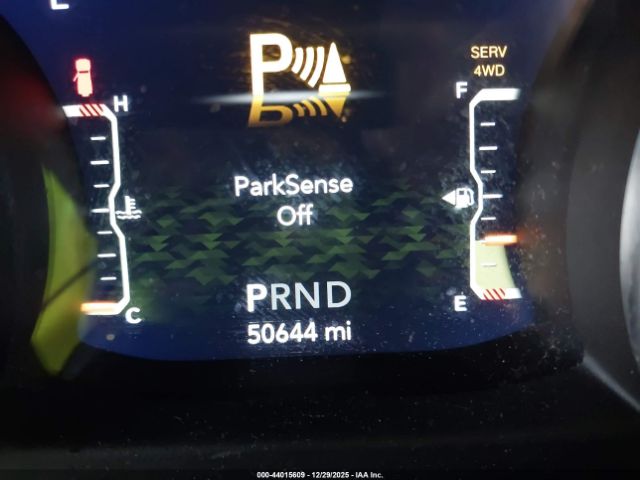 SERV
4WD
P
H
F
ParkSense
Off
C
PRND
E
50644 mi
000-44015609 - 12/29/2025 - IAA Inc.